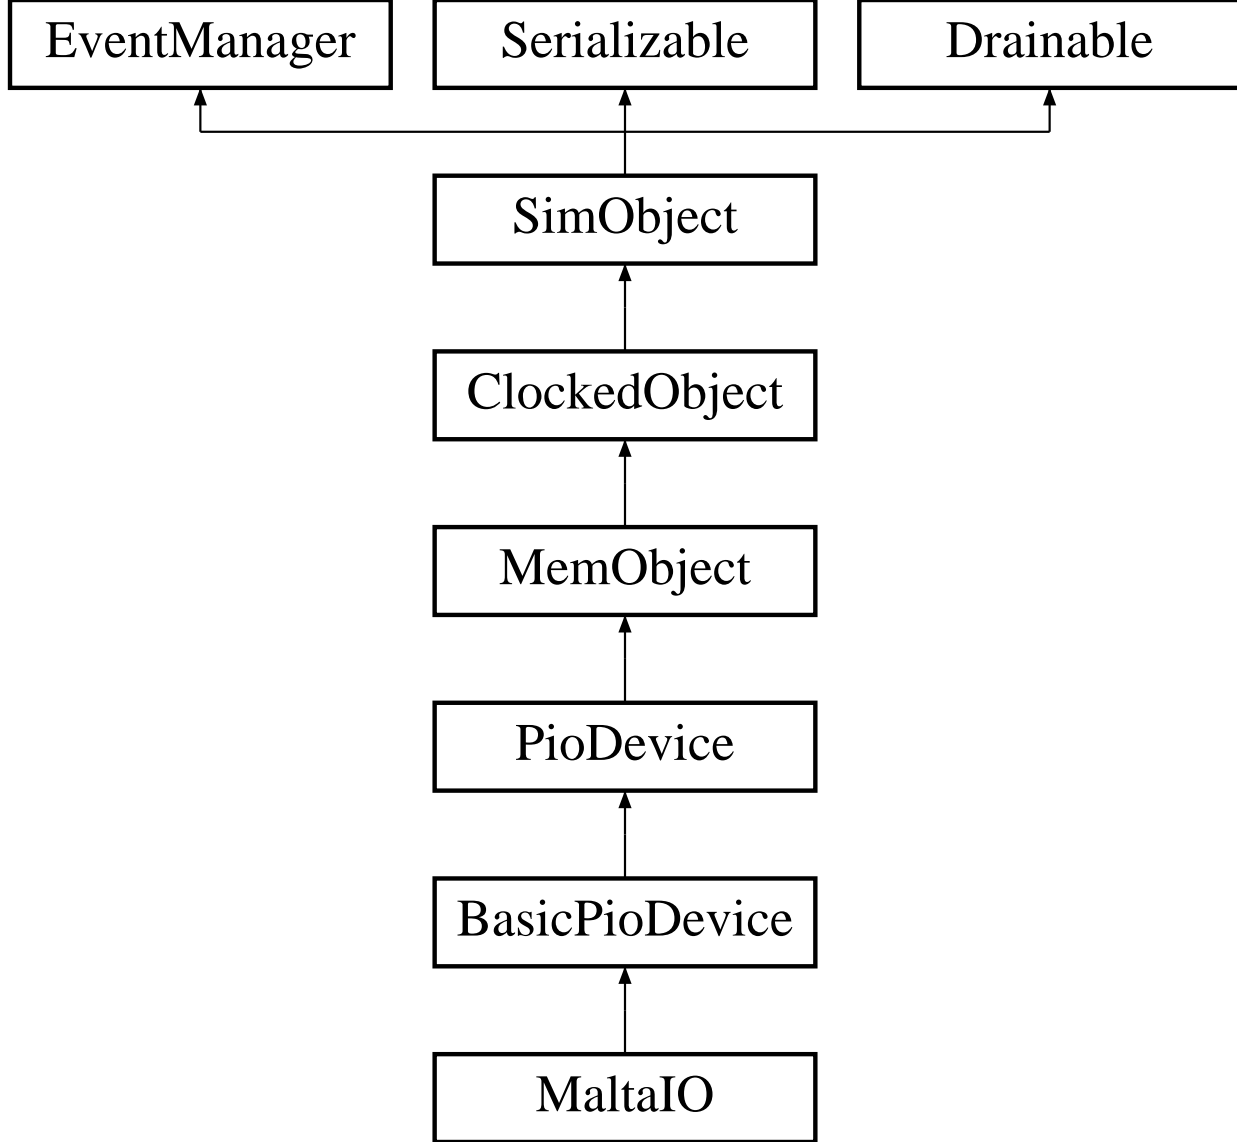 EventManager Serializable Drainable
SimObject
ClockedObject
MemObject
PioDevice
BasicPioDevice
MaltaIO